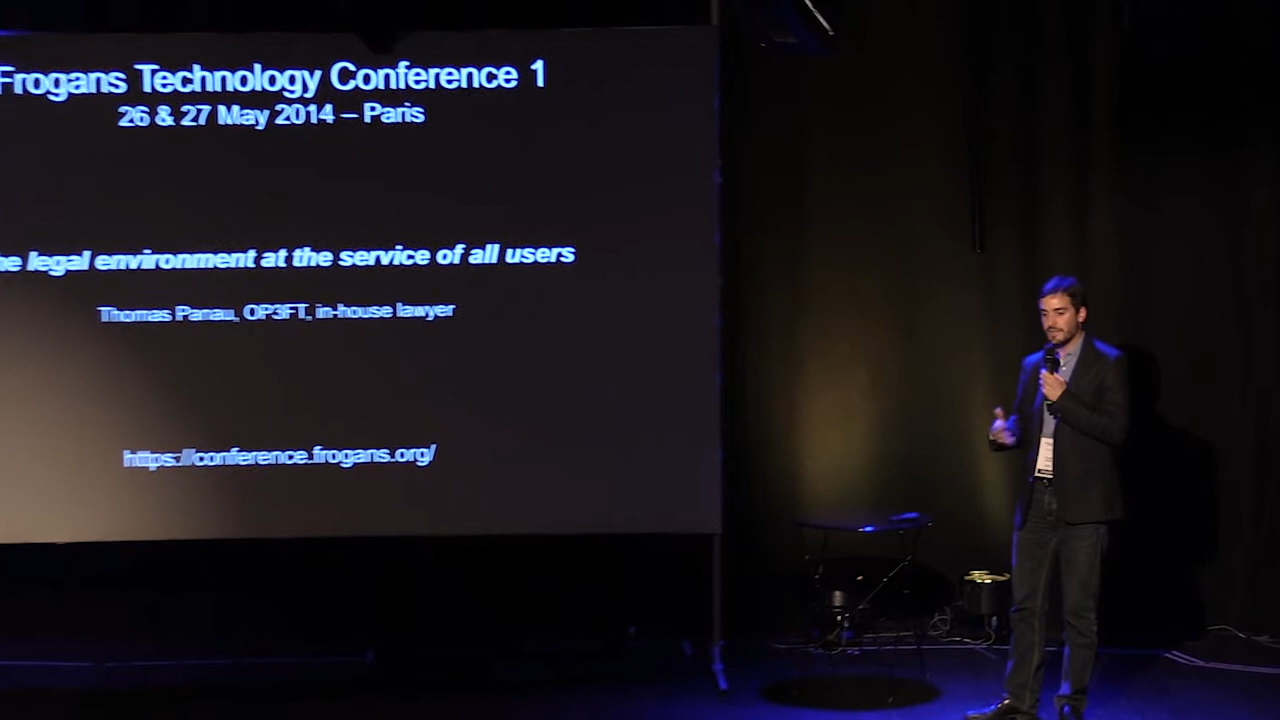 Frogans Technology Conference 1
26 & 27 May 2014 – Paris
he legal environment at the service of all users
Thomas Panau, OP3FT, in-house lawyer
https://conference.frogans.org/